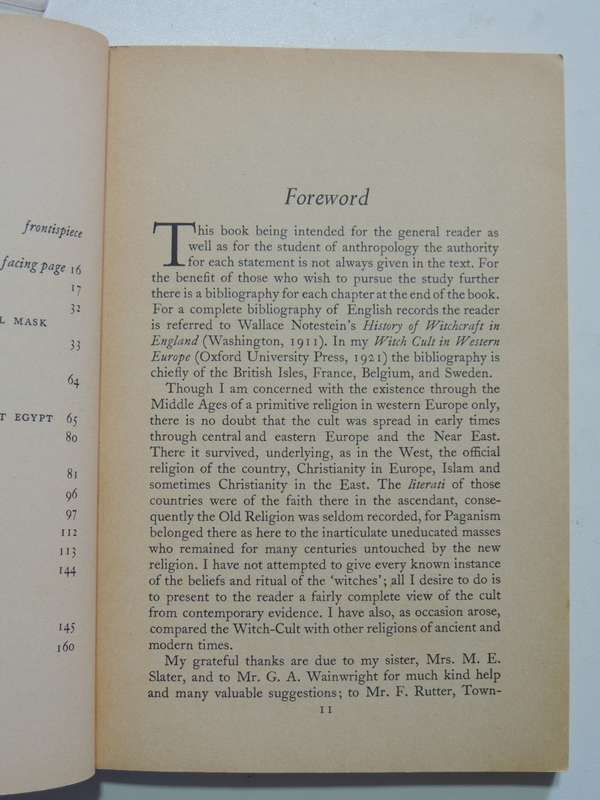 frontispiece
facing page 16
17
32
L MASK
33
64
T EGYPT 65
80
81
96
97
112
113
144
145
160
Foreword
This book being intended for the general reader as
well as for the student of anthropology the authority
for each statement is not always given in the text. For
the benefit of those who wish to pursue the study further
there is a bibliography for each chapter at the end of the book.
For a complete bibliography of English records the reader
is referred to Wallace Notestein's History of Witchcraft in
England (Washington, 1911). In my Witch Cult in Western
Europe (Oxford University Press, 1921) the bibliography is
chiefly of the British Isles, France, Belgium, and Sweden.
Though I am concerned with the existence through the
Middle Ages of a primitive religion in western Europe only,
there is no doubt that the cult was spread in early times
through central and eastern Europe and the Near East.
There it survived, underlying, as in the West, the official
religion of the country, Christianity in Europe, Islam and
sometimes Christianity in the East. The literati of those
countries were of the faith there in the ascendant, conse-
quently the Old Religion was seldom recorded, for Paganism
belonged there as here to the inarticulate uneducated masses
who remained for many centuries untouched by the new
religion. I have not attempted to give every known instance
of the beliefs and ritual of the 'witches'; all I desire to do is
to present to the reader a fairly complete view of the cult
from contemporary evidence. I have also, as occasion arose,
compared the Witch-Cult with other religions of ancient and
modern times.
My grateful thanks are due to my sister, Mrs. M. E.
Slater, and to Mr. G. A. Wainwright for much kind help
and many valuable suggestions; to Mr. F. Rutter, Town-
11